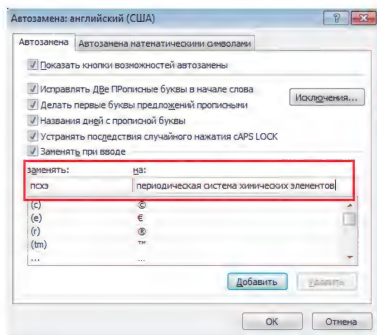 Автозамена: английский (США)
Автозамена Автозамена математическими символами
Показать кнопки возможностей автозамены
Исправлять ДВе ПРописные буквы в начале слова
Исключения...
Делать первые буквы предложений прописными
Названия дней с прописной буквы
Устранять последствия случайного нажатия cAPS LOCK
Заменять при вводе
заменять: на:
псхэ периодическая система химических элементов
(c) ©
(e) €
(r) ®
(tm) ™
... ...
Добавить Удалить
ОК Отмена